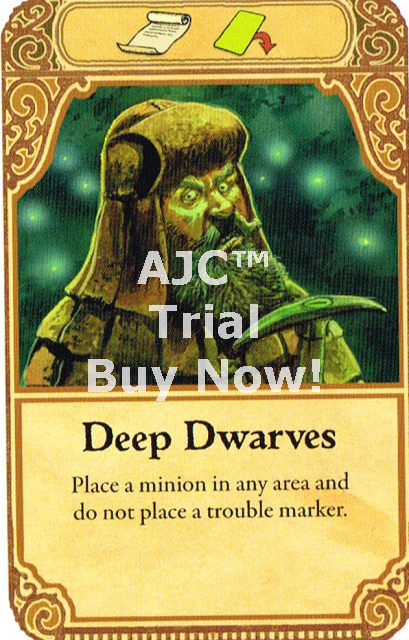 AJC™
Trial
Buy Now!
Deep Dwarves
Place a minion in any area and
do not place a trouble marker.